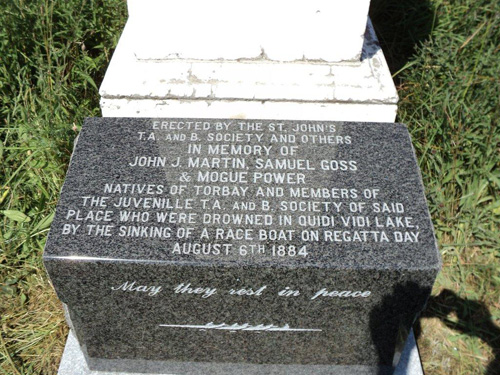 ERECTED BY THE ST. JOHN'S
T.A. AND B. SOCIETY AND OTHERS
IN MEMORY OF
JOHN J. MARTIN, SAMUEL GOSS
& MOGUE POWER
NATIVES OF TORBAY AND MEMBERS OF
THE JUVENILLE T.A. AND B. SOCIETY OF SAID
PLACE WHO WERE DROWNED IN QUIDI VIDI LAKE,
BY THE SINKING OF A RACE BOAT ON REGATTA DAY
AUGUST 6TH 1884
May they rest in peace